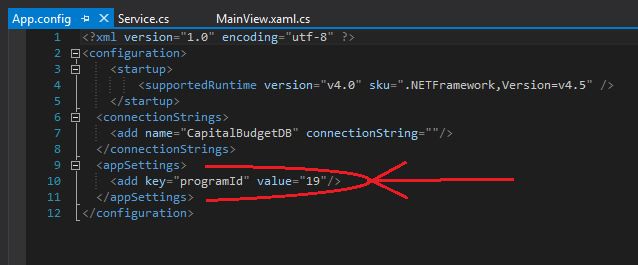 App.config Service.cs MainView.xaml.cs
1 <?xml version="1.0" encoding="utf-8" ?>
2 <configuration>
3 <startup>
4 <supportedRuntime version="v4.0" sku=".NETFramework,Version=v4.5" />
5 </startup>
6 <connectionStrings>
7 <add name="CapitalBudgetDB" connectionString=""/>
8 </connectionStrings>
9 <appSettings>
10 <add key="programId" value="19"/>
11 </appSettings>
12 </configuration>